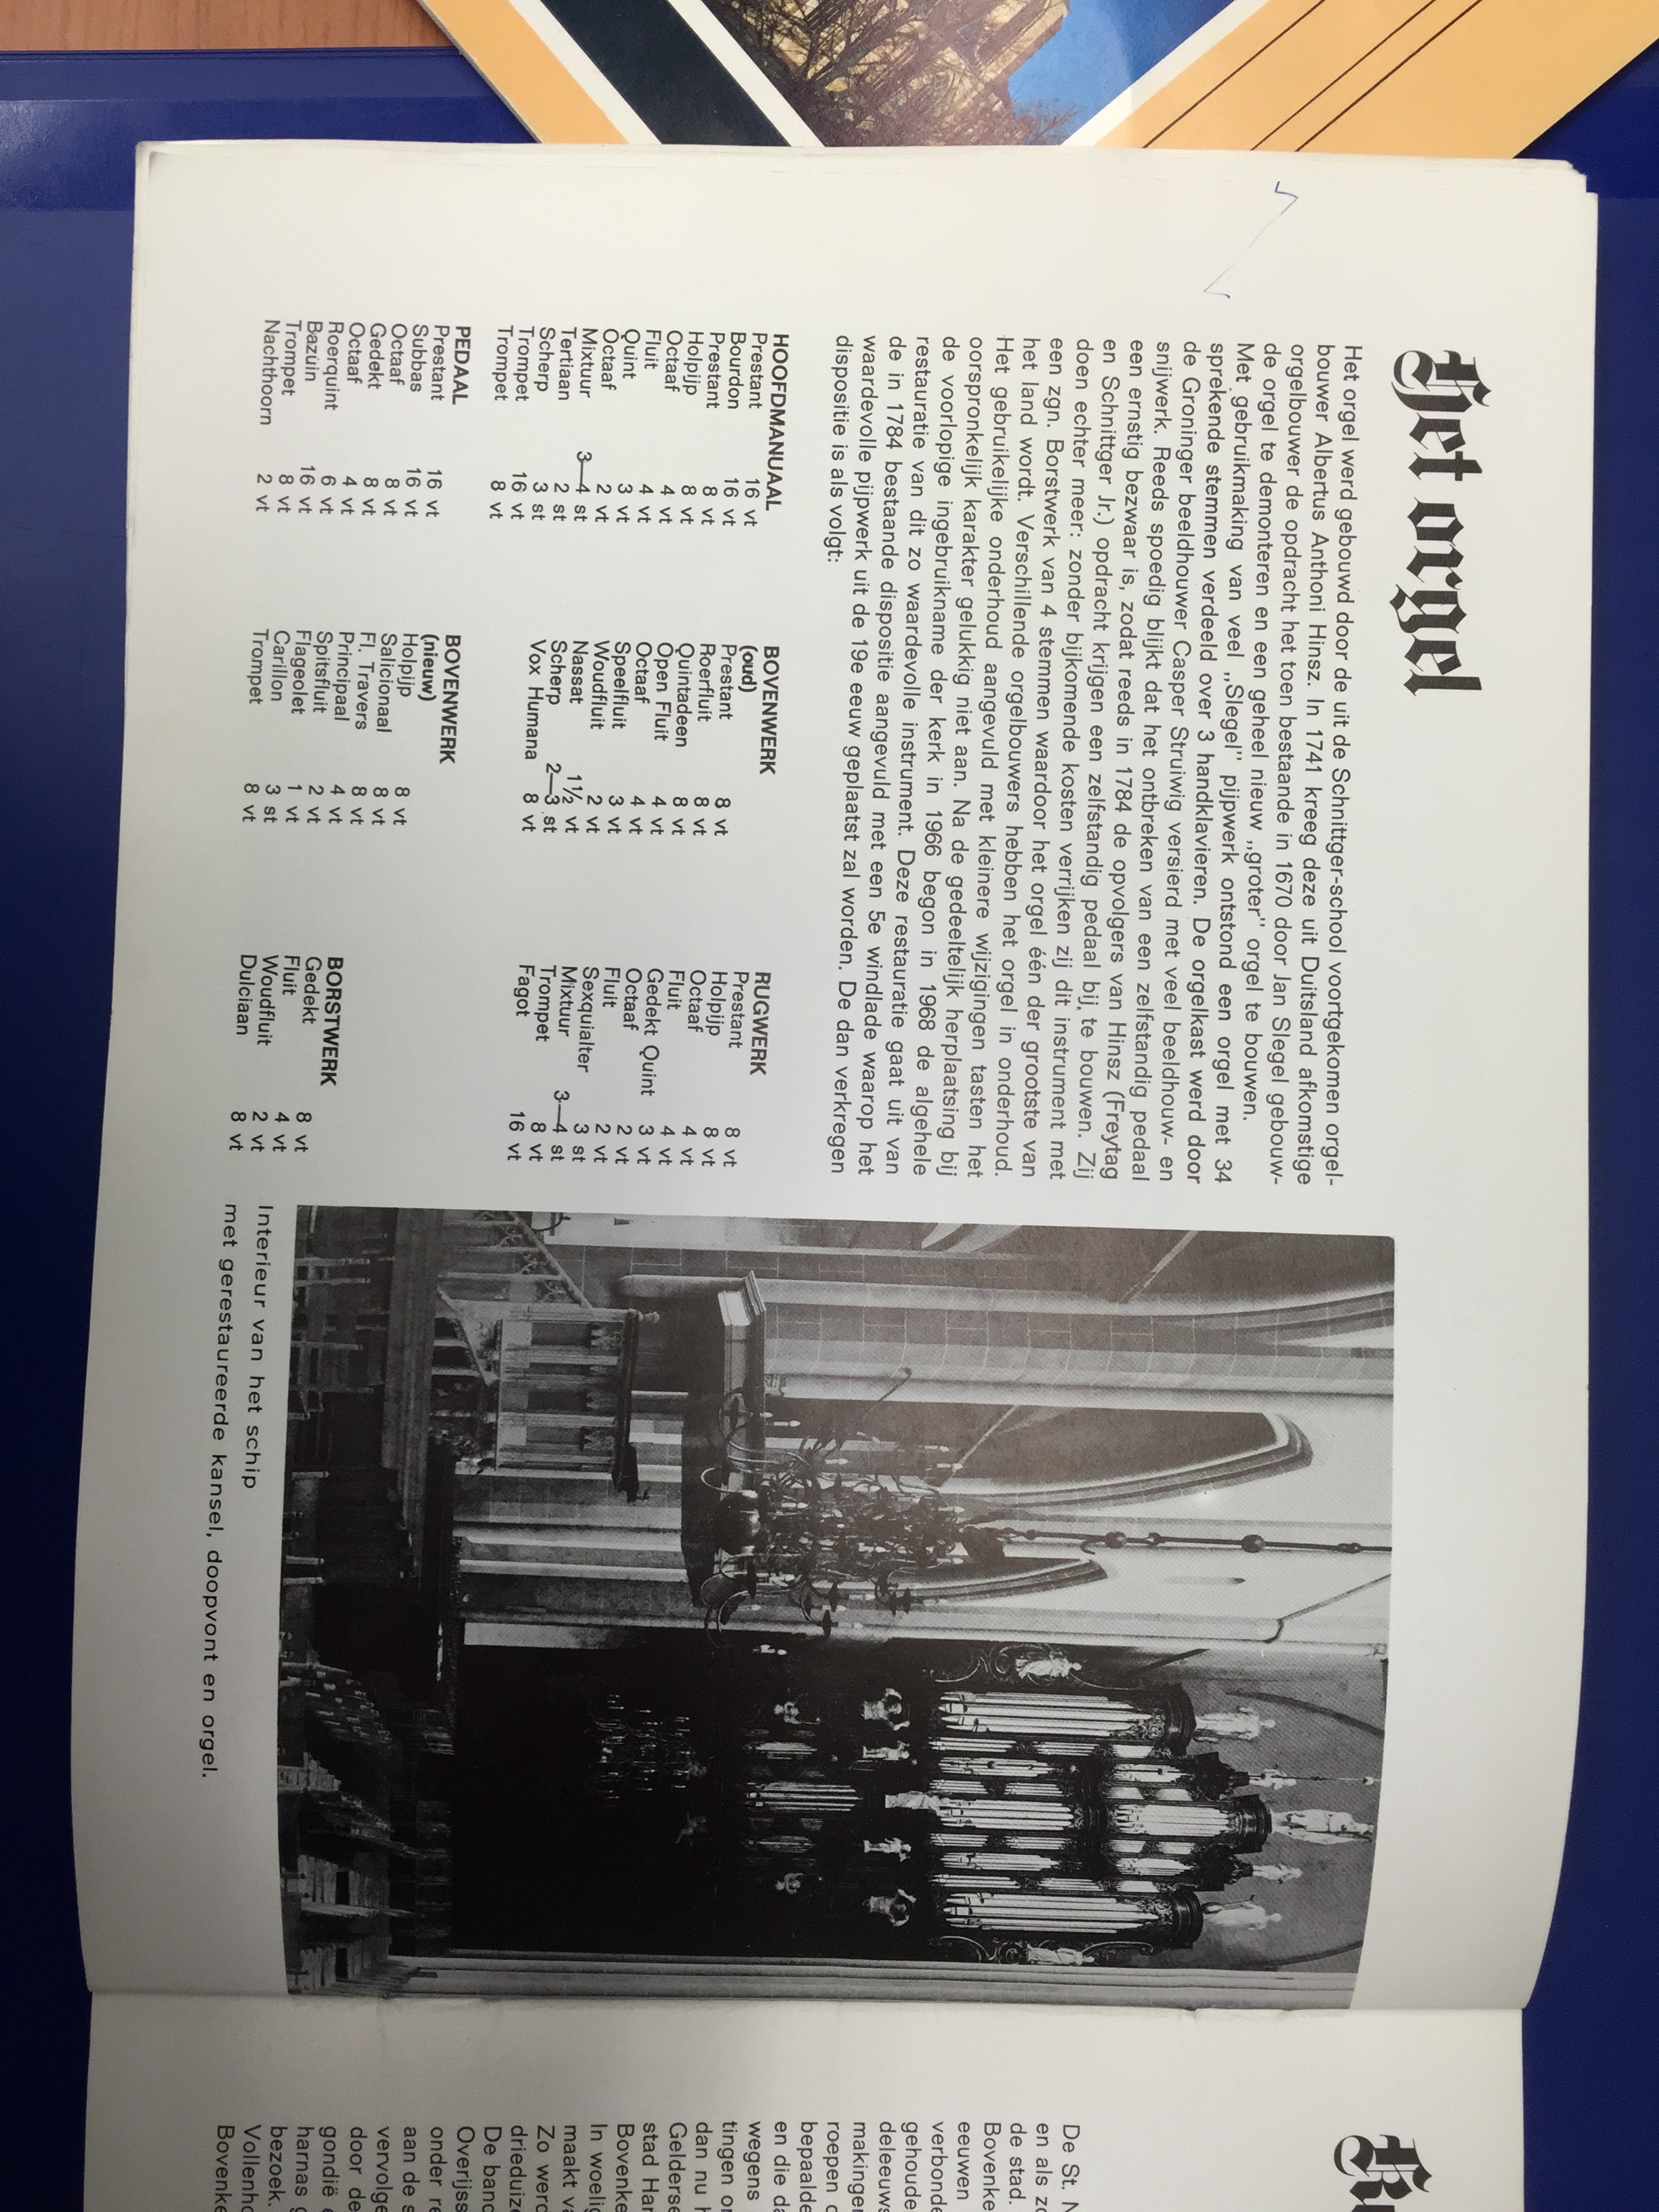 Het orgel
Het orgel werd gebouwd door de uit de Schnittger-school voortgekomen orgel-
bouwer Albertus Anthoni Hinsz. In 1741 kreeg deze uit Duitsland afkomstige
orgelbouwer de opdracht het toen bestaande in 1670 door Jan Slegel gebouw-
de orgel te demonteren en een geheel nieuw „groter" orgel te bouwen.
Met gebruikmaking van veel „Slegel" pijpwerk ontstond een orgel met 34
sprekende stemmen verdeeld over 3 handklavieren. De orgelkast werd door
de Groninger beeldhouwer Casper Struiwig versierd met veel beeldhouw- en
snijwerk. Reeds spoedig blijkt dat het ontbreken van een zelfstandig pedaal
een ernstig bezwaar is, zodat reeds in 1784 de opvolgers van Hinsz (Freytag
en Schnittger Jr.) opdracht krijgen een zelfstandig pedaal bij te bouwen. Zij
doen echter meer: zonder bijkomende kosten verrijken zij dit instrument met
een zgn. Borstwerk van 4 stemmen waardoor het orgel één der grootste van
het land wordt. Verschillende orgelbouwers hebben het orgel in onderhoud.
Het gebruikelijke onderhoud aangevuld met kleinere wijzigingen tasten het
oorspronkelijk karakter gelukkig niet aan. Na de gedeeltelijk herplaatsing bij
de voorlopige ingebruikname der kerk in 1966 begon in 1968 de algehele
restauratie van dit zo waardevolle instrument. Deze restauratie gaat uit van
de in 1784 bestaande dispositie aangevuld met een 5e windlade waarop het
waardevolle pijpwerk uit de 19e eeuw geplaatst zal worden. De dan verkregen
dispositie is als volgt:
HOOFDMANUAAL
Prestant 16 vt
Bourdon 16 vt
Prestant 8 vt
Holpijp 8 vt
Octaaf 4 vt
Fluit 4 vt
Quint 3 vt
Octaaf 2 vt
Mixtuur 3—4 st
Tertiaan 2 st
Scherp 3 st
Trompet 16 vt
Trompet 8 vt
BOVENWERK
(oud)
Prestant 8 vt
Roerfluit 8 vt
Quintadeen 8 vt
Open Fluit 4 vt
Octaaf 4 vt
Speelfluit 3 vt
Woudfluit 2 vt
Nassat 1½ vt
Scherp 2—3 st
Vox Humana 8 vt
RUGWERK
Prestant 8 vt
Holpijp 8 vt
Octaaf 4 vt
Fluit 4 vt
Gedekt Quint 3 vt
Octaaf 2 vt
Fluit 2 vt
Sexquialter 3 st
Mixtuur 3—4 st
Trompet 8 vt
Fagot 16 vt
PEDAAL
Prestant 16 vt
Subbas 16 vt
Octaaf 8 vt
Gedekt 8 vt
Octaaf 4 vt
Roerquint 6 vt
Bazuin 16 vt
Trompet 8 vt
Nachthoorn 2 vt
BOVENWERK
(nieuw)
Holpijp 8 vt
Salicionaal 8 vt
Fl. Travers 8 vt
Principaal 4 vt
Spitsfluit 2 vt
Flageolet 1 vt
Carillon 3 st
Trompet 8 vt
BORSTWERK
Gedekt 8 vt
Fluit 4 vt
Woudfluit 2 vt
Dulciaan 8 vt
Interieur van het schip
met gerestaureerde kansel, doopvont en orgel.
De St. N
en als zo
de stad.
Bovenke
eeuwen
verbonde
gehoude
deleeuws
makinge
roepen o
bepaalde
en die da
wegens
tingen on
dan nu h
Gelderse
stad Har
Bovenke
In woelig
maakt va
Zo werd
drieduize
De band
Overijss
onder re
aan de s
vervolge
door de
gondië e
harnas g
bezoek.
Vollenho
Bovenke